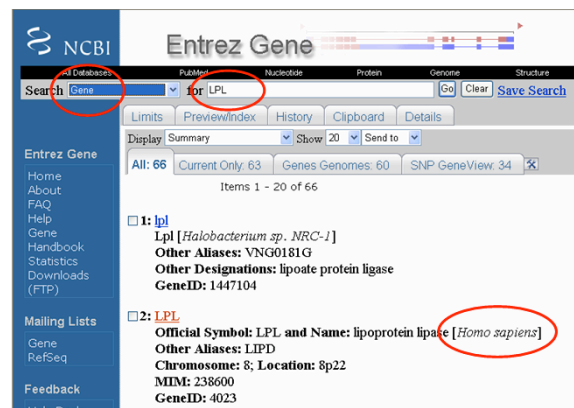 NCBI
Entrez Gene
All Databases PubMed Nucleotide Protein Genome Structure
Search Gene for LPL Go Clear Save Search
Limits Preview/Index History Clipboard Details
Display Summary Show 20 Send to
All: 66 Current Only: 63 Genes Genomes: 60 SNP GeneView: 34
Items 1 - 20 of 66
Entrez Gene
Home
About
FAQ
Help
Gene
Handbook
Statistics
Downloads
(FTP)
Mailing Lists
Gene
RefSeq
Feedback
1: lpl
Lpl [Halobacterium sp. NRC-1]
Other Aliases: VNG0181G
Other Designations: lipoate protein ligase
GeneID: 1447104
2: LPL
Official Symbol: LPL and Name: lipoprotein lipase [Homo sapiens]
Other Aliases: LIPD
Chromosome: 8; Location: 8p22
MIM: 238600
GeneID: 4023